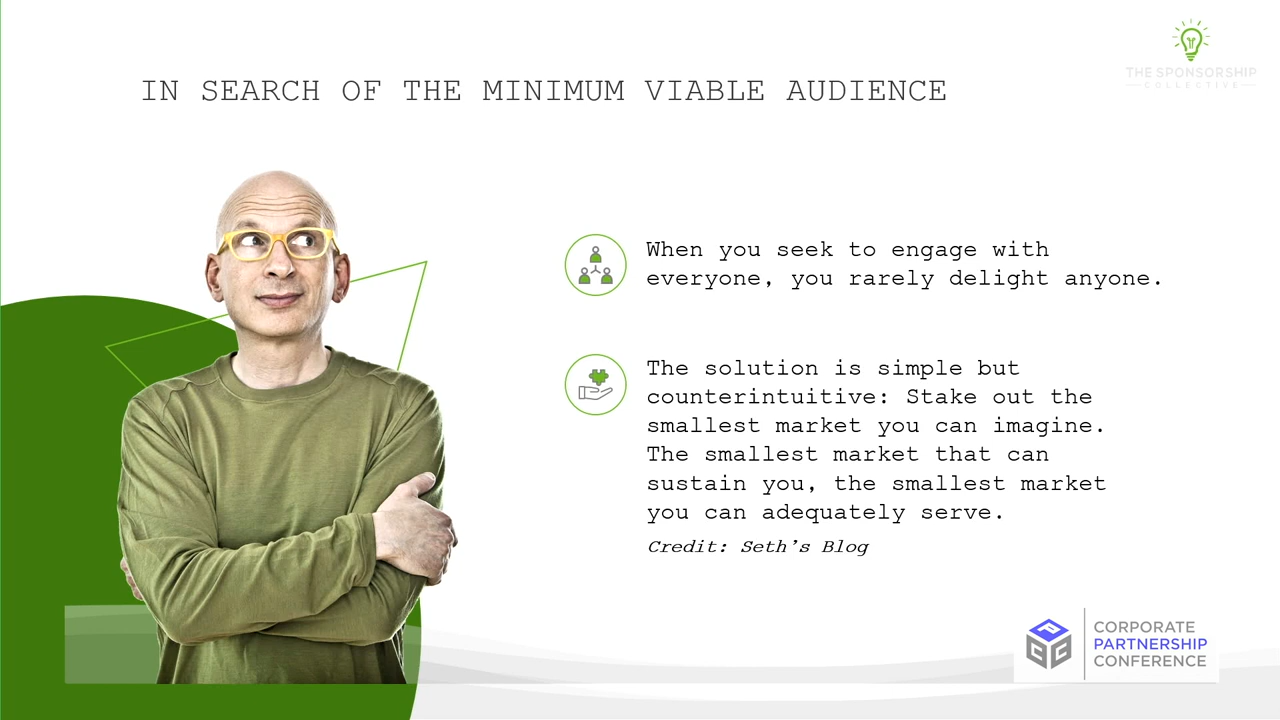 THE SPONSORSHIP
COLLECTIVE
IN SEARCH OF THE MINIMUM VIABLE AUDIENCE
When you seek to engage with
everyone, you rarely delight anyone.
The solution is simple but
counterintuitive: Stake out the
smallest market you can imagine.
The smallest market that can
sustain you, the smallest market
you can adequately serve.
Credit: Seth’s Blog
P
C C
CORPORATE
PARTNERSHIP
CONFERENCE